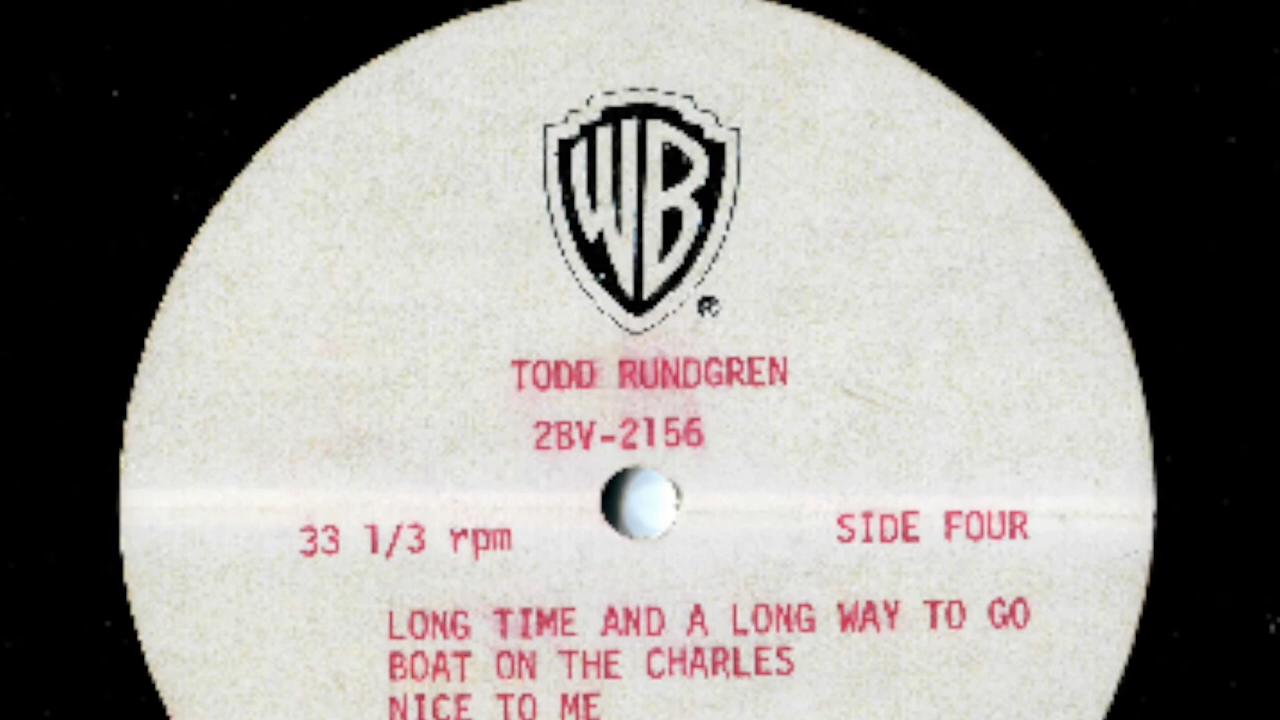 WB
®
TODD RUNDGREN
2BV-2156
33 1/3 rpm SIDE FOUR
LONG TIME AND A LONG WAY TO GO
BOAT ON THE CHARLES
NICE TO ME